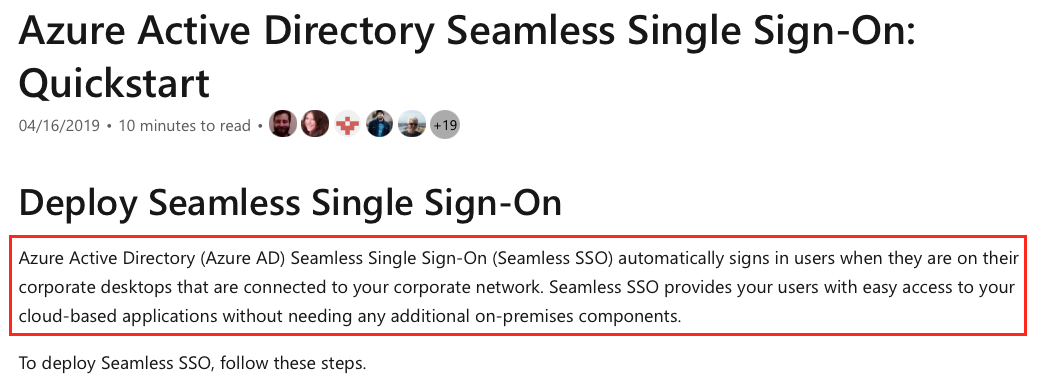 Azure Active Directory Seamless Single Sign-On:
Quickstart
04/16/2019 • 10 minutes to read • +19
Deploy Seamless Single Sign-On
Azure Active Directory (Azure AD) Seamless Single Sign-On (Seamless SSO) automatically signs in users when they are on their
corporate desktops that are connected to your corporate network. Seamless SSO provides your users with easy access to your
cloud-based applications without needing any additional on-premises components.
To deploy Seamless SSO, follow these steps.